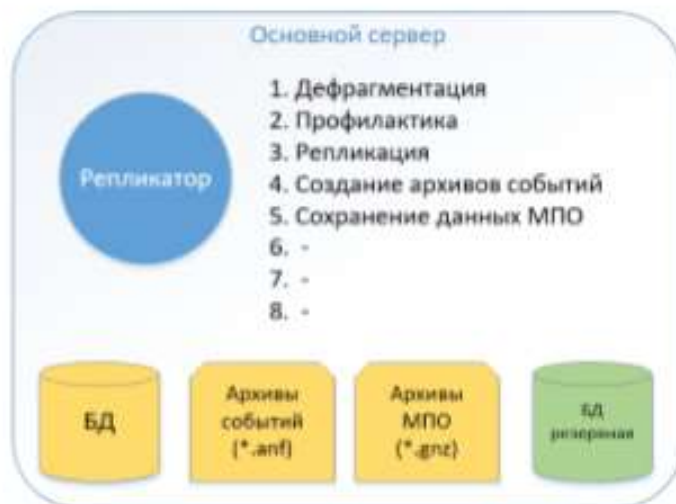 Основной сервер
Репликатор
1. Дефрагментация
2. Профилактика
3. Репликация
4. Создание архивов событий
5. Сохранение данных МПО
6. -
7. -
8. -
БД
Архивы
событий
(*.anf)
Архивы
МПО
(*.gnz)
БД
резервная